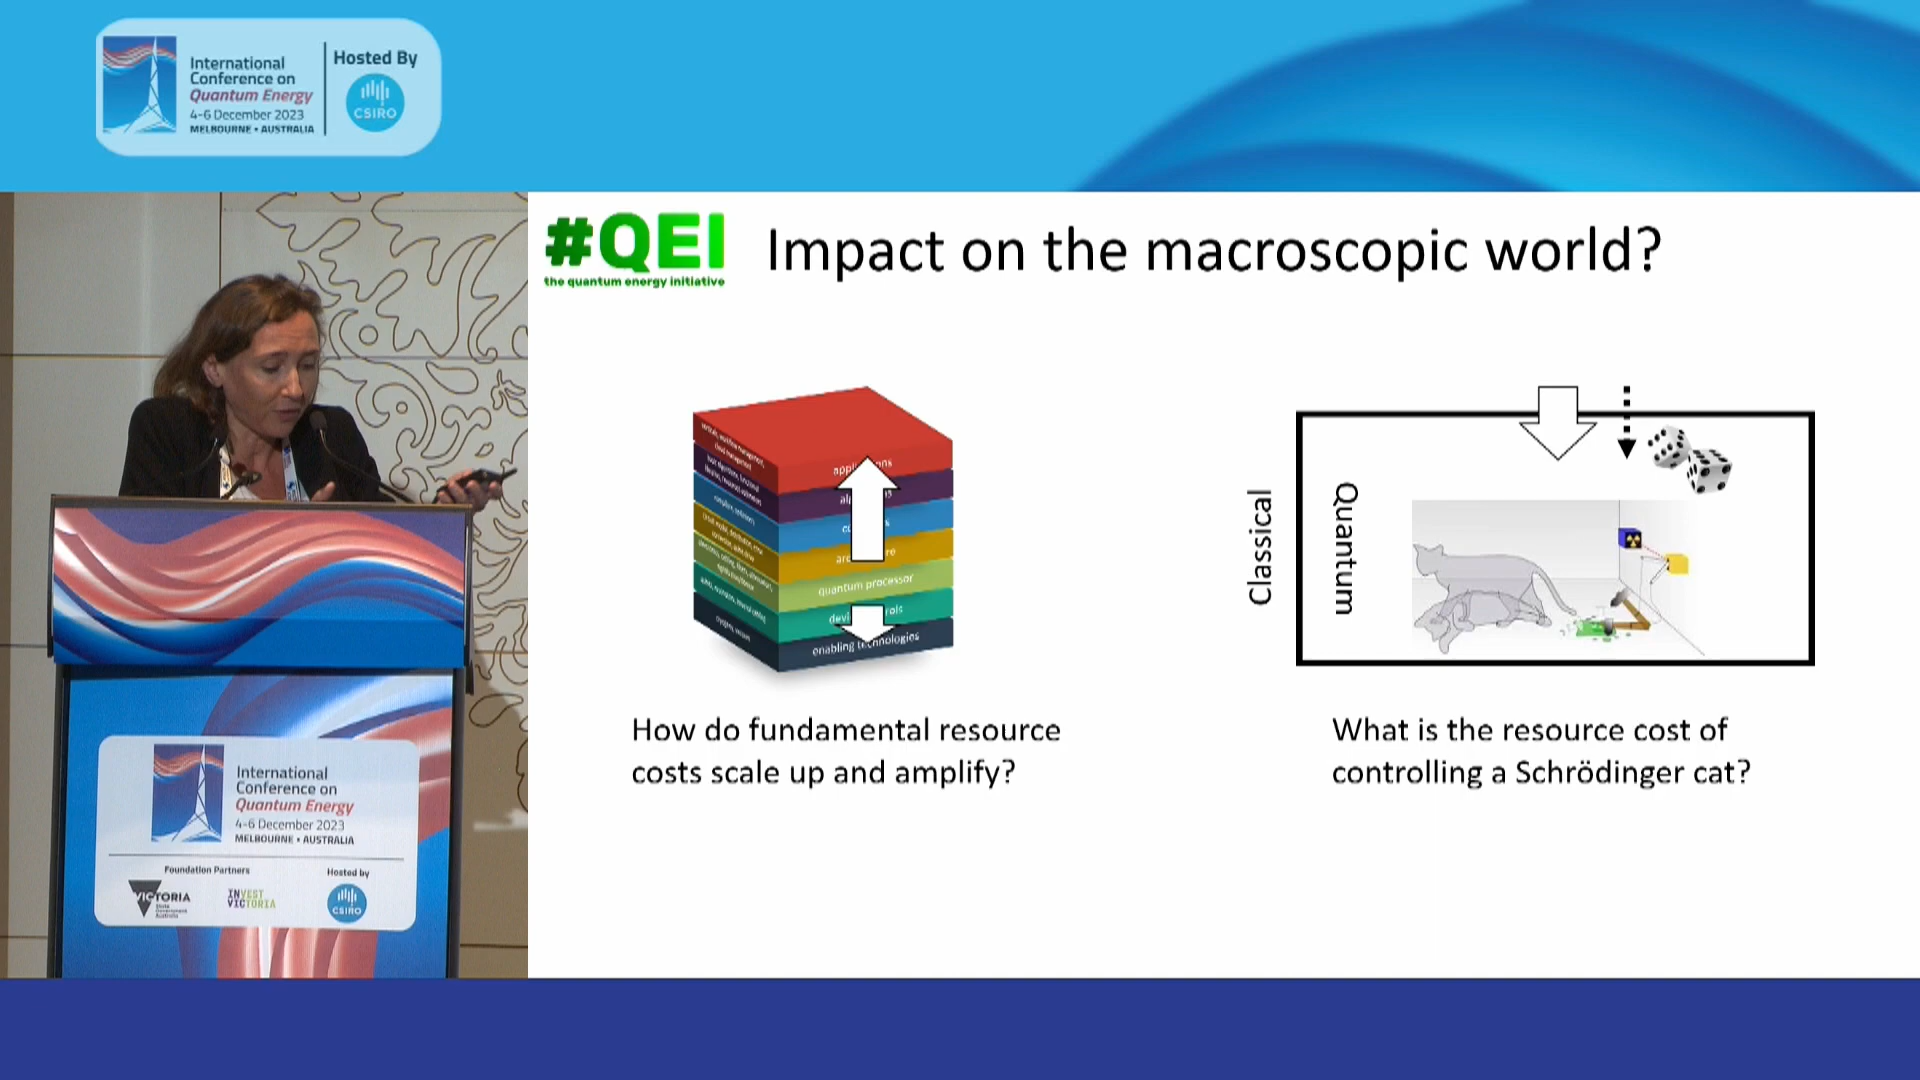 International
Conference on
Quantum Energy
4-6 December 2023
MELBOURNE • AUSTRALIA
Hosted By
CSIRO
#QEI
the quantum energy initiative
Impact on the macroscopic world?
quantum processor
enabling technologies
How do fundamental resource
costs scale up and amplify?
Classical
Quantum
What is the resource cost of
controlling a Schrödinger cat?
International
Conference on
Quantum Energy
4-6 December 2023
MELBOURNE • AUSTRALIA
Foundation Partners
Hosted by
VICTORIA
State
Government
INVEST
VICTORIA
CSIRO